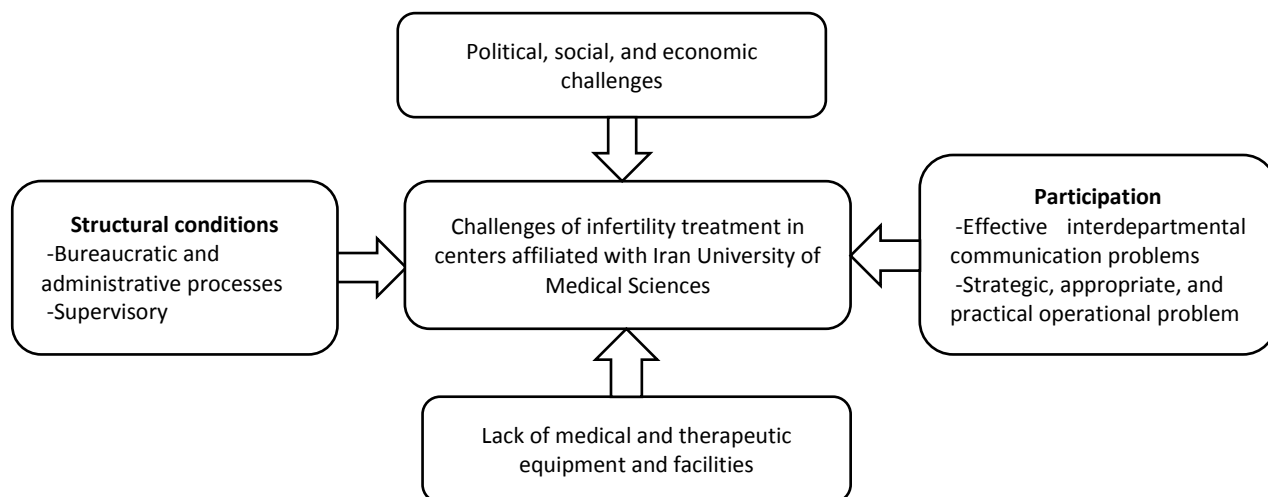 Political, social, and economic
challenges
Structural conditions
-Bureaucratic and
administrative processes
-Supervisory
Challenges of infertility treatment in
centers affiliated with Iran University of
Medical Sciences
Participation
-Effective interdepartmental
communication problems
-Strategic, appropriate, and
practical operational problem
Lack of medical and therapeutic
equipment and facilities